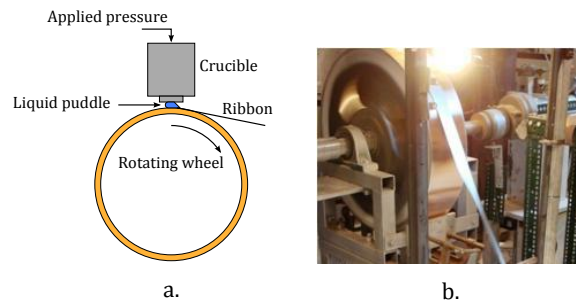 Applied pressure
Crucible
Liquid puddle
Ribbon
Rotating wheel
a.
b.